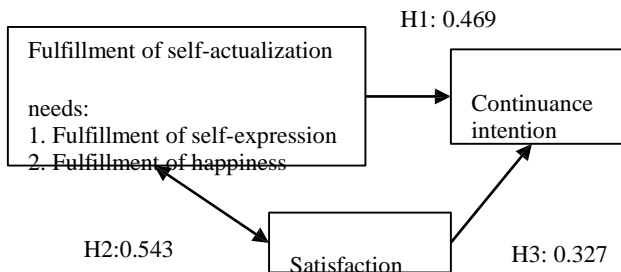 H1: 0.469
Fulfillment of self-actualization
needs:
1. Fulfillment of self-expression
2. Fulfillment of happiness
Continuance
intention
H2:0.543
Satisfaction
H3: 0.327